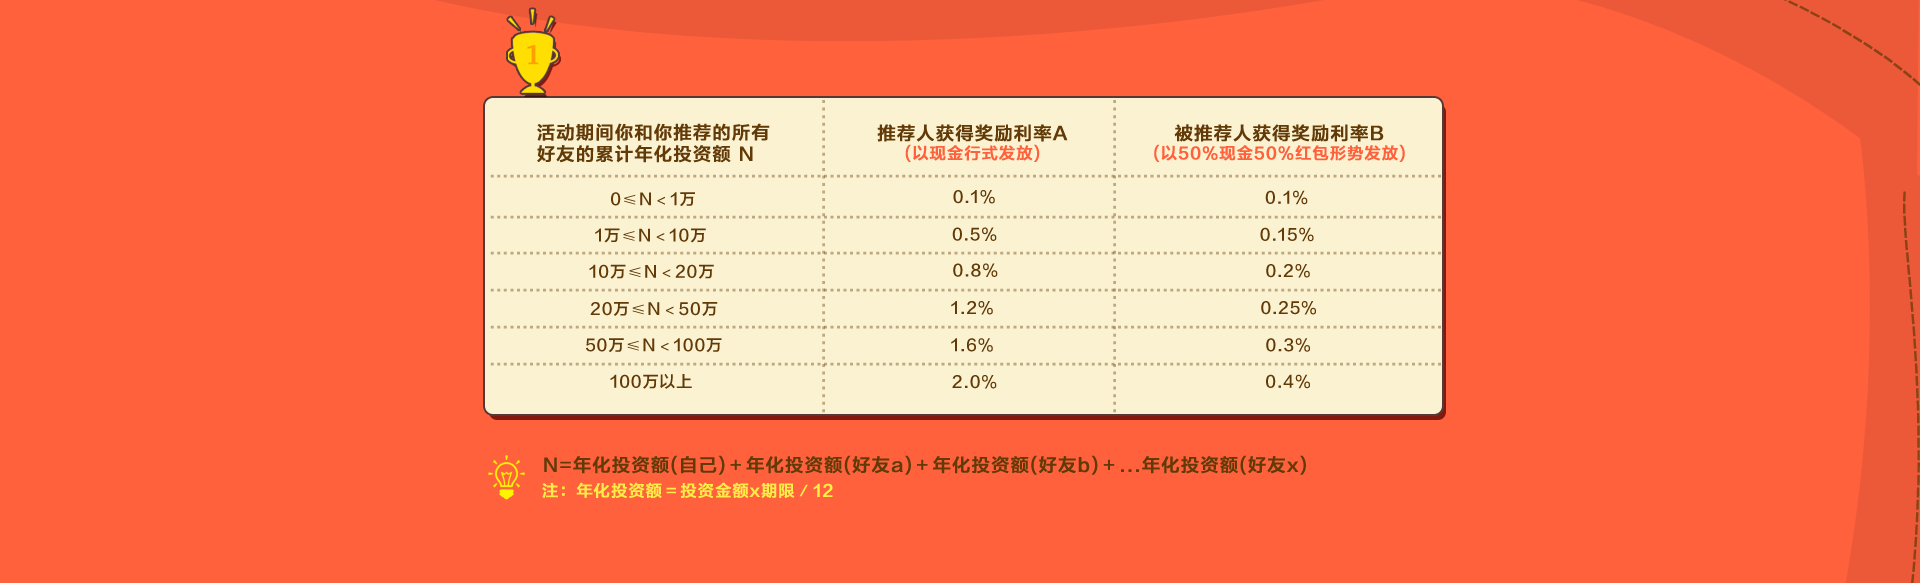 1
活动期间你和你推荐的所有
好友的累计年化投资额 N
推荐人获得奖励利率A
(以现金行式发放)
被推荐人获得奖励利率B
(以50%现金50%红包形势发放)
0≤N<1万 0.1% 0.1%
1万≤N<10万 0.5% 0.15%
10万≤N<20万 0.8% 0.2%
20万≤N<50万 1.2% 0.25%
50万≤N<100万 1.6% 0.3%
100万以上 2.0% 0.4%
N=年化投资额(自己)+年化投资额(好友a)+年化投资额(好友b)+...年化投资额(好友x)
注：年化投资额=投资金额x期限/12